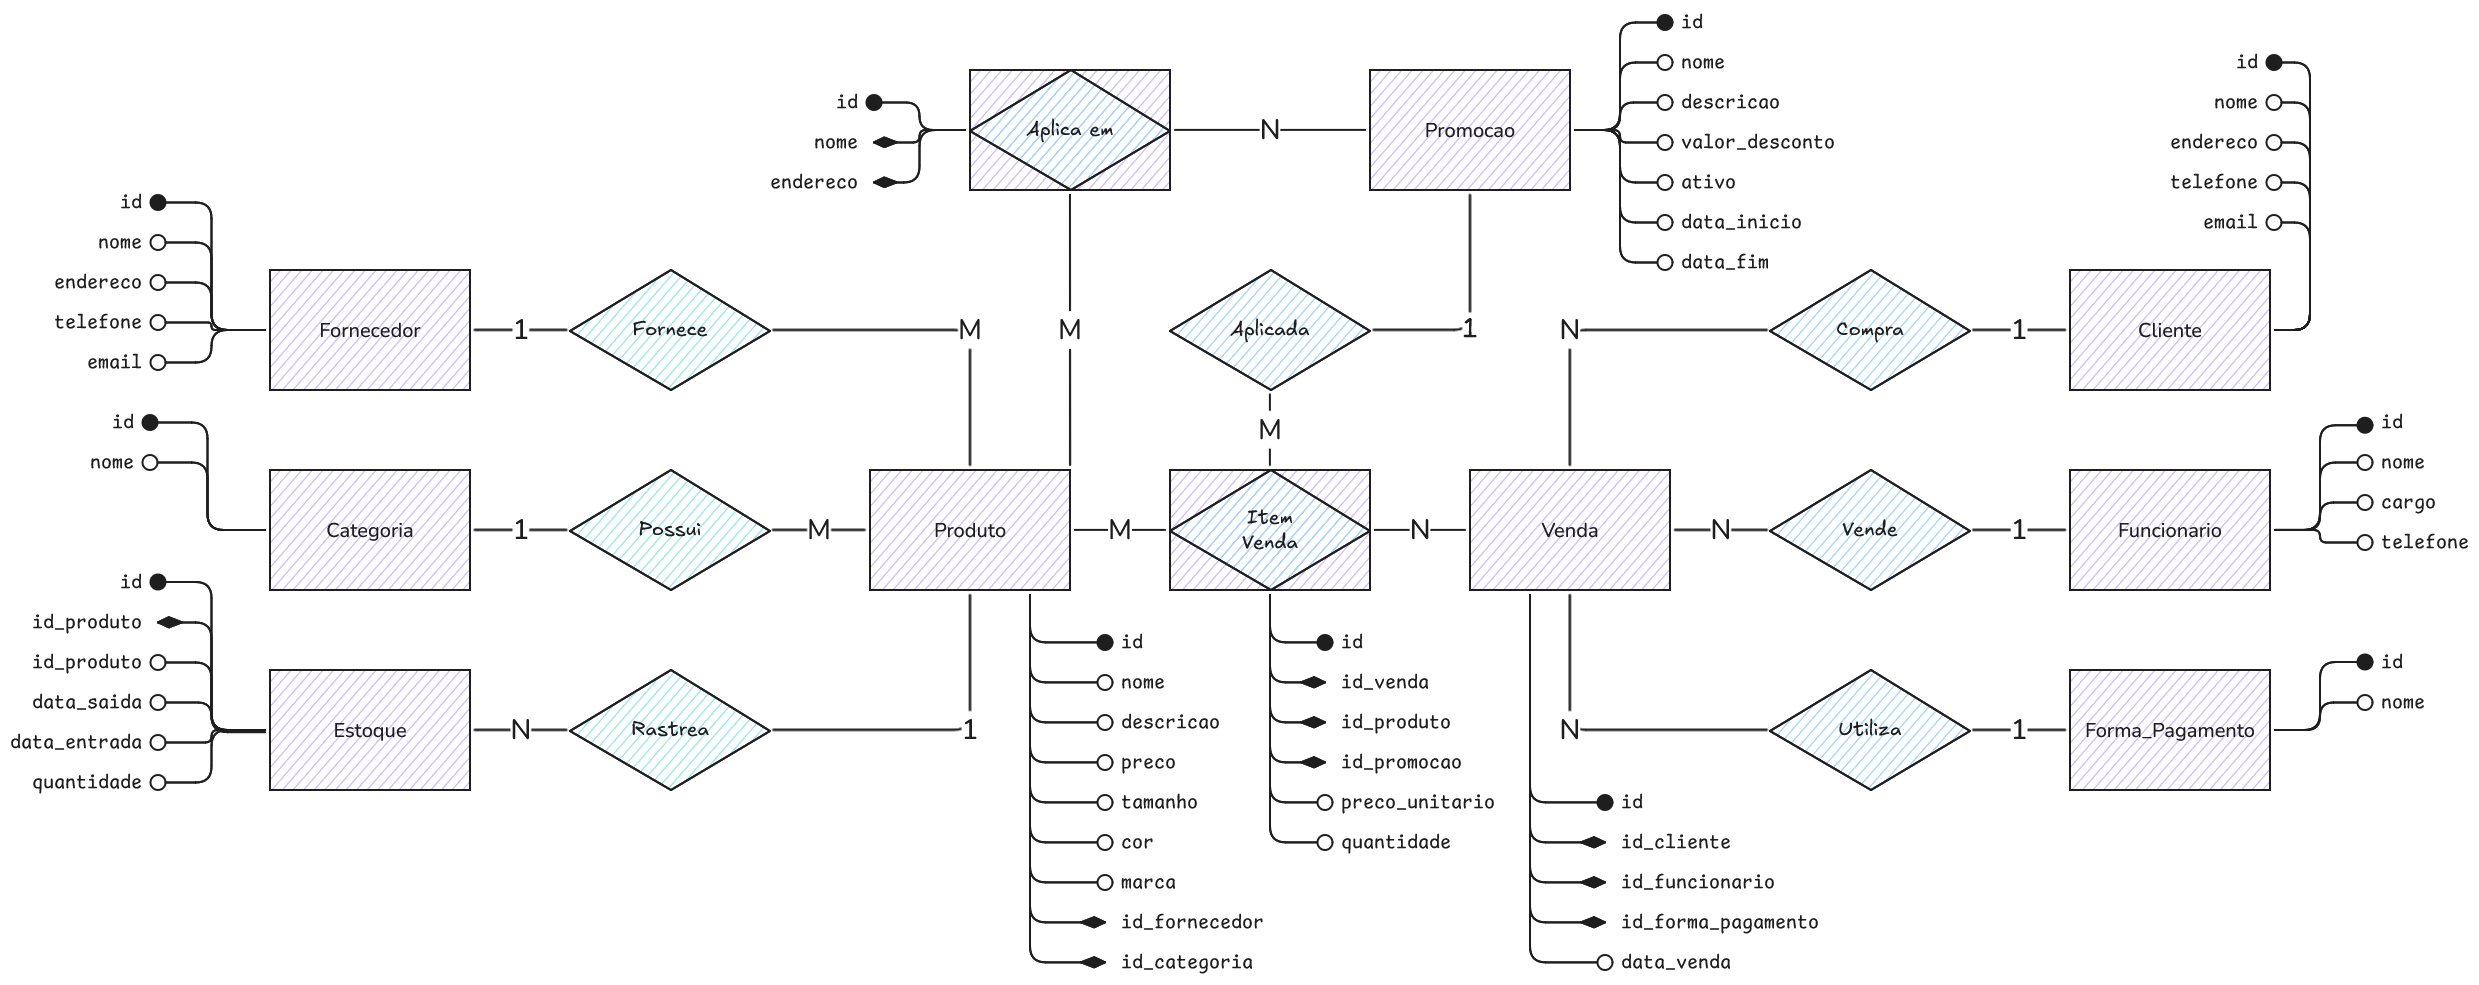 id
nome
endereco
Aplica em
N
Promocao
id
nome
descricao
valor_desconto
ativo
data_inicio
data_fim
id
nome
endereco
telefone
email
id
nome
endereco
telefone
email
Fornecedor
1
Fornece
M
M
Aplicada
1
N
Compra
1
Cliente
M
id
nome
Categoria
1
Possui
M
Produto
M
Item
Venda
N
Venda
N
Vende
1
Funcionario
id
nome
cargo
telefone
id
id_produto
id_produto
data_saida
data_entrada
quantidade
Estoque
N
Rastrea
1
id
nome
descricao
preco
tamanho
cor
marca
id_fornecedor
id_categoria
id
id_venda
id_produto
id_promocao
preco_unitario
quantidade
N
Utiliza
1
Forma_Pagamento
id
nome
id
id_cliente
id_funcionario
id_forma_pagamento
data_venda